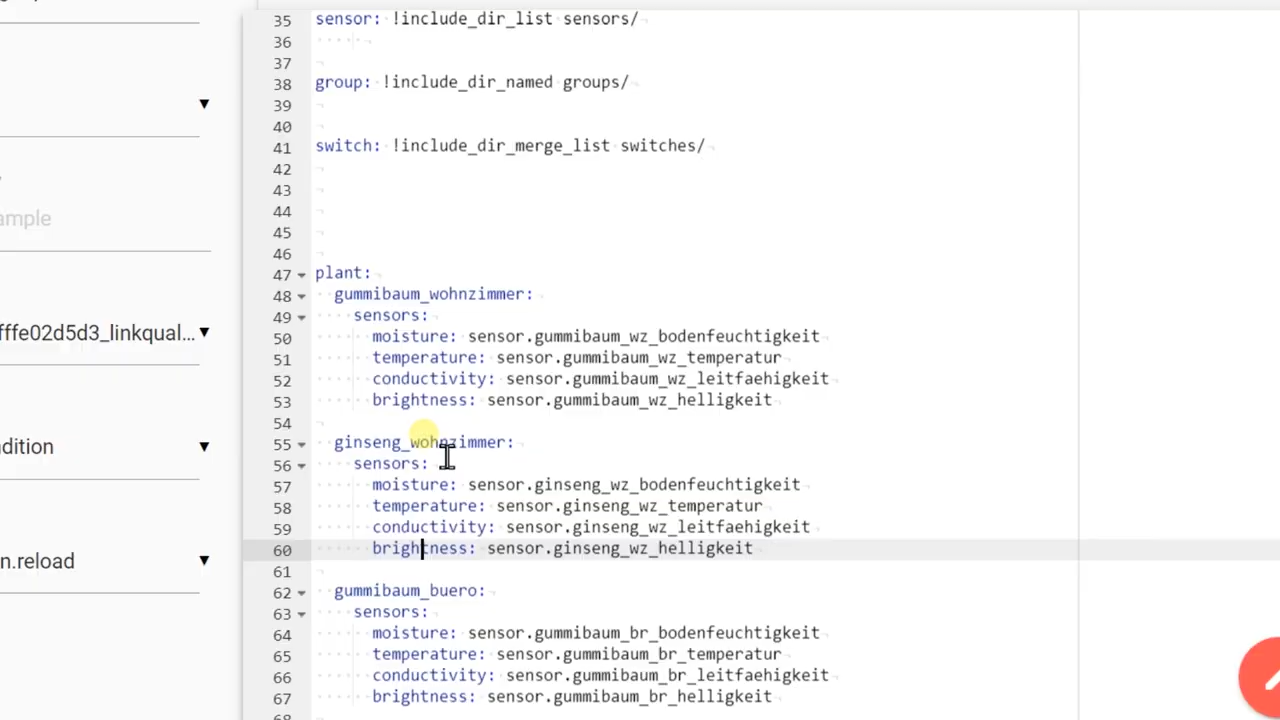 ample
fffe02d5d3_linkqual...
dition
n.reload
35 sensor: !include_dir_list sensors/
36
37
38 group: !include_dir_named groups/
39
40
41 switch: !include_dir_merge_list switches/
42
43
44
45
46
47 plant:
48 gummibaum_wohnzimmer:
49 sensors:
50 moisture: sensor.gummibaum_wz_bodenfeuchtigkeit
51 temperature: sensor.gummibaum_wz_temperatur
52 conductivity: sensor.gummibaum_wz_leitfaehigkeit
53 brightness: sensor.gummibaum_wz_helligkeit
54
55 ginseng_wohnzimmer:
56 sensors:
57 moisture: sensor.ginseng_wz_bodenfeuchtigkeit
58 temperature: sensor.ginseng_wz_temperatur
59 conductivity: sensor.ginseng_wz_leitfaehigkeit
60 brightness: sensor.ginseng_wz_helligkeit
61
62 gummibaum_buero:
63 sensors:
64 moisture: sensor.gummibaum_br_bodenfeuchtigkeit
65 temperature: sensor.gummibaum_br_temperatur
66 conductivity: sensor.gummibaum_br_leitfaehigkeit
67 brightness: sensor.gummibaum_br_helligkeit
68